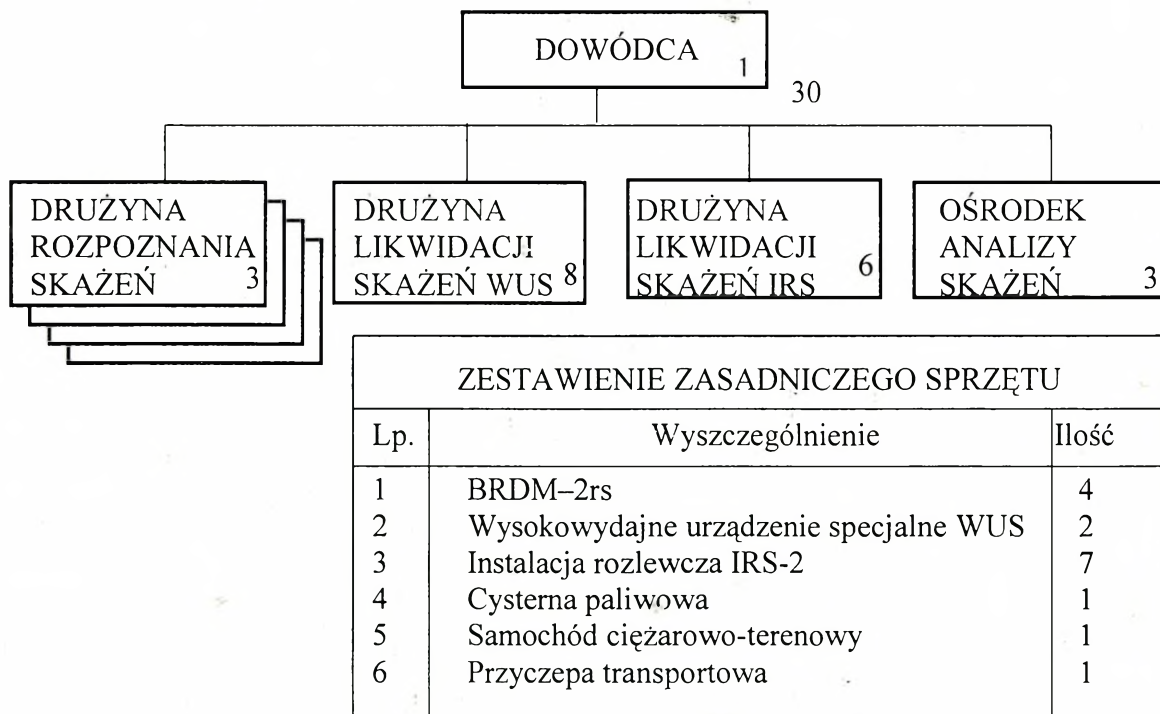 DOWÓDCA
1
30
DRUŻYNA
ROZPOZNANIA
SKAŻEŃ 3
DRUŻYNA
LIKWIDACJI
SKAŻEŃ WUS 8
DRUŻYNA
LIKWIDACJI 6
SKAŻEŃ IRS
OŚRODEK
ANALIZY
SKAŻEŃ 3
ZESTAWIENIE ZASADNICZEGO SPRZĘTU
Lp. Wyszczególnienie Ilość
1 BRDM–2rs 4
2 Wysokowydajne urządzenie specjalne WUS 2
3 Instalacja rozlewcza IRS-2 7
4 Cysterna paliwowa 1
5 Samochód ciężarowo-terenowy 1
6 Przyczepa transportowa 1